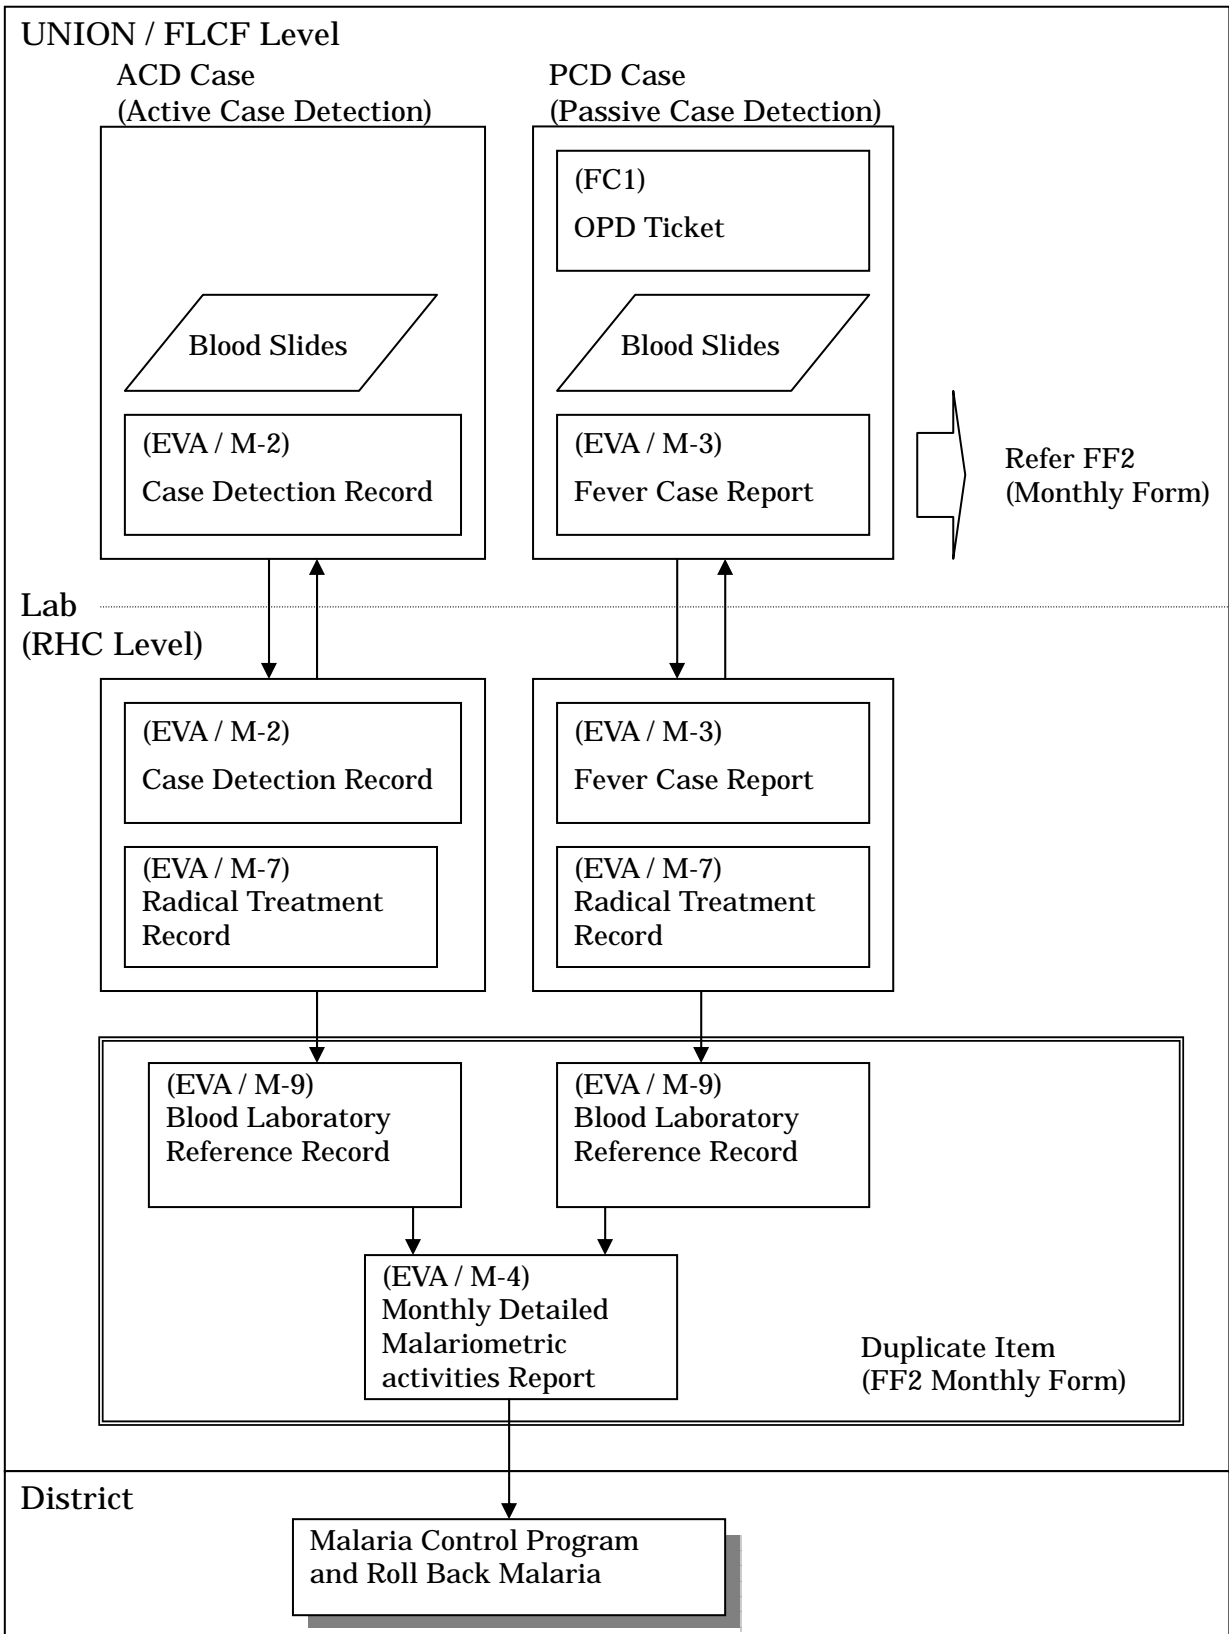 UNION / FLCF Level
ACD Case
(Active Case Detection)
PCD Case
(Passive Case Detection)
(FC1)
OPD Ticket
Blood Slides
Blood Slides
(EVA / M-2)
Case Detection Record
(EVA / M-3)
Fever Case Report
Refer FF2
(Monthly Form)
Lab
(RHC Level)
(EVA / M-2)
Case Detection Record
(EVA / M-3)
Fever Case Report
(EVA / M-7)
Radical Treatment
Record
(EVA / M-7)
Radical Treatment
Record
(EVA / M-9)
Blood Laboratory
Reference Record
(EVA / M-9)
Blood Laboratory
Reference Record
(EVA / M-4)
Monthly Detailed
Malariometric
activities Report
Duplicate Item
(FF2 Monthly Form)
District
Malaria Control Program
and Roll Back Malaria